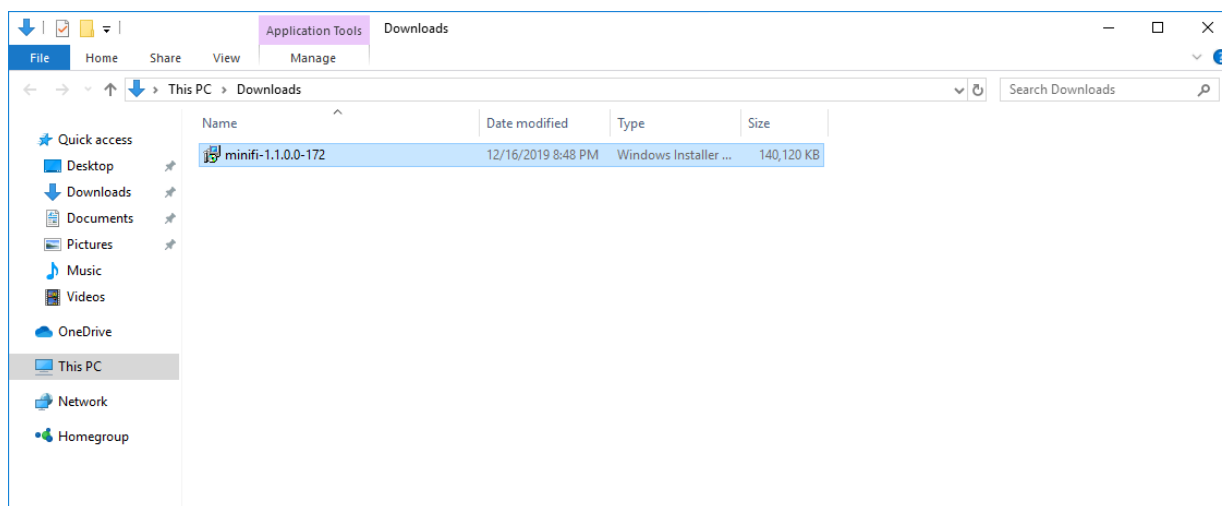 Application Tools Downloads
File Home Share View Manage
This PC > Downloads Search Downloads
Name Date modified Type Size
minifi-1.1.0.0-172 12/16/2019 8:48 PM Windows Installer ... 140,120 KB
Quick access
Desktop
Downloads
Documents
Pictures
Music
Videos
OneDrive
This PC
Network
Homegroup